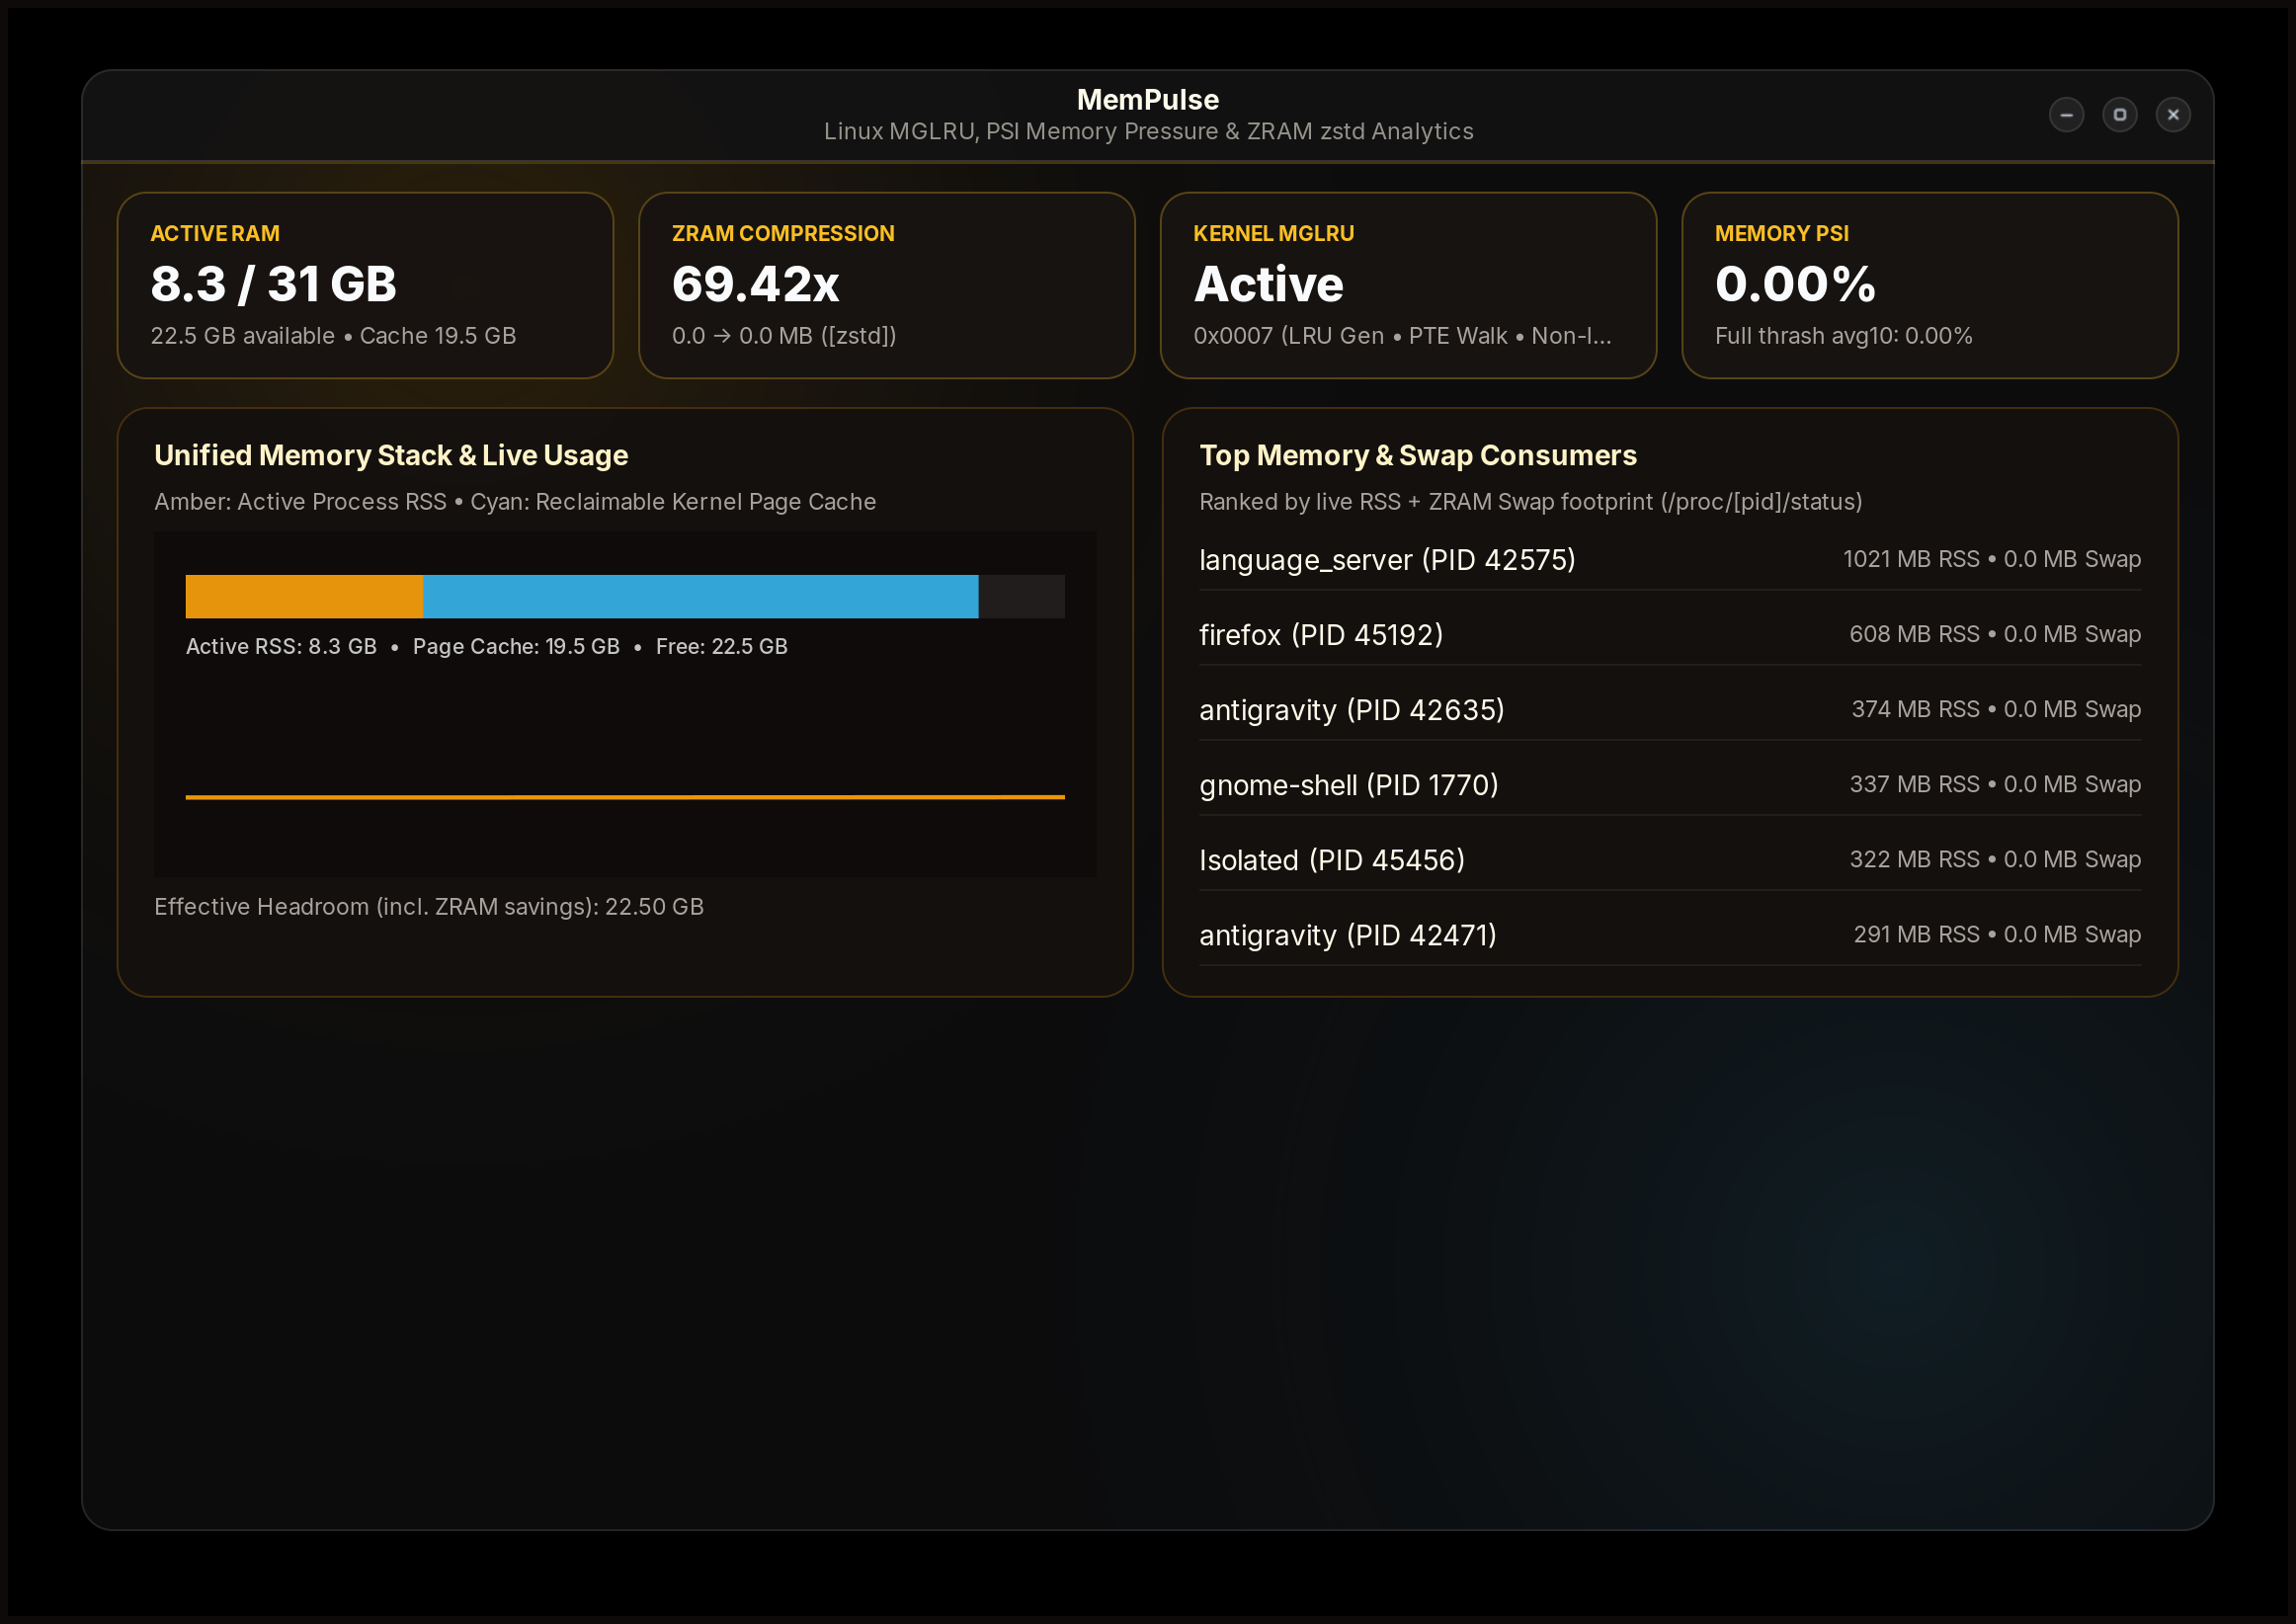 MemPulse
Linux MGLRU, PSI Memory Pressure & ZRAM zstd Analytics
ACTIVE RAM
8.3 / 31 GB
22.5 GB available • Cache 19.5 GB
ZRAM COMPRESSION
69.42x
0.0 → 0.0 MB ([zstd])
KERNEL MGLRU
Active
0x0007 (LRU Gen • PTE Walk • Non-l...
MEMORY PSI
0.00%
Full thrash avg10: 0.00%
Unified Memory Stack & Live Usage
Amber: Active Process RSS • Cyan: Reclaimable Kernel Page Cache
Active RSS: 8.3 GB • Page Cache: 19.5 GB • Free: 22.5 GB
Effective Headroom (incl. ZRAM savings): 22.50 GB
Top Memory & Swap Consumers
Ranked by live RSS + ZRAM Swap footprint (/proc/[pid]/status)
language_server (PID 42575) 1021 MB RSS • 0.0 MB Swap
firefox (PID 45192) 608 MB RSS • 0.0 MB Swap
antigravity (PID 42635) 374 MB RSS • 0.0 MB Swap
gnome-shell (PID 1770) 337 MB RSS • 0.0 MB Swap
Isolated (PID 45456) 322 MB RSS • 0.0 MB Swap
antigravity (PID 42471) 291 MB RSS • 0.0 MB Swap